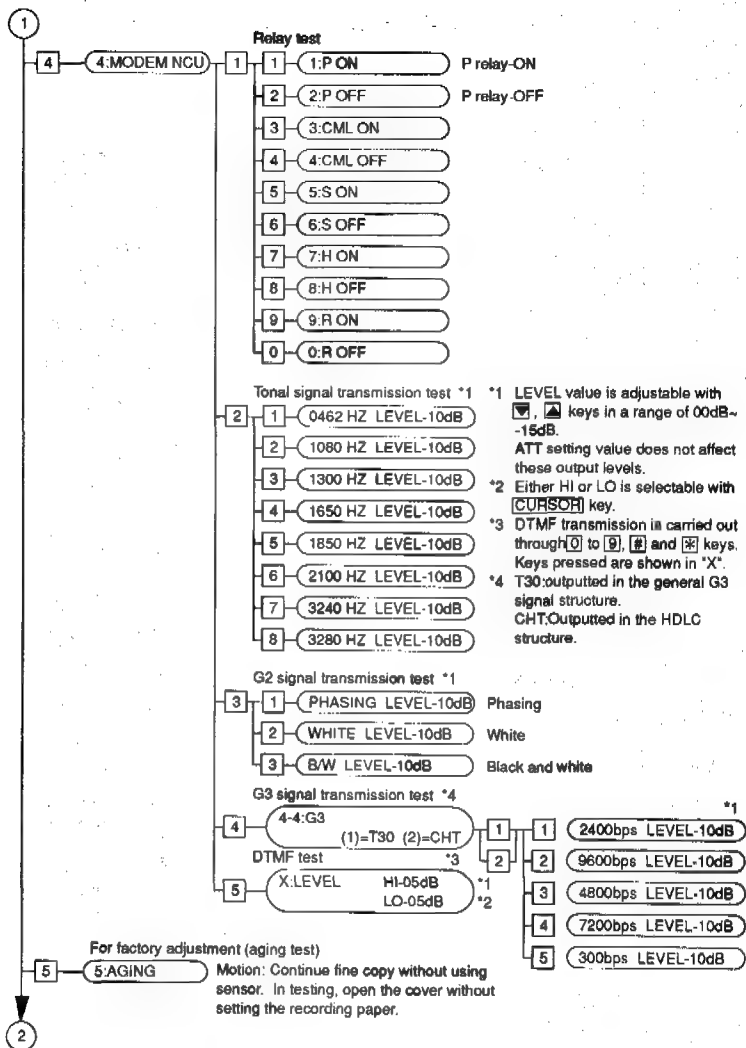 1
Relay test
4 4:MODEM NCU 1 1 1:P ON P relay-ON
2 2:P OFF P relay-OFF
3 3:CML ON
4 4:CML OFF
5 5:S ON
6 6:S OFF
7 7:H ON
8 8:H OFF
9 9:R ON
0 0:R OFF
Tonal signal transmission test *1
2 1 0462 HZ LEVEL-10dB
2 1080 HZ LEVEL-10dB
3 1300 HZ LEVEL-10dB
4 1650 HZ LEVEL-10dB
5 1850 HZ LEVEL-10dB
6 2100 HZ LEVEL-10dB
7 3240 HZ LEVEL-10dB
8 3280 HZ LEVEL-10dB
*1 LEVEL value is adjustable with
▼, ▲ keys in a range of 00dB~
-15dB.
ATT setting value does not affect
these output levels.
*2 Either HI or LO is selectable with
CURSOR key.
*3 DTMF transmission is carried out
through 0 to 9, # and * keys.
Keys pressed are shown in "X".
*4 T30:outputted in the general G3
signal structure.
CHT:Outputted in the HDLC
structure.
G2 signal transmission test *1
3 1 PHASING LEVEL-10dB Phasing
2 WHITE LEVEL-10dB White
3 B/W LEVEL-10dB Black and white
G3 signal transmission test *4
4 4-4:G3
(1)=T30 (2)=CHT
1
2
*1
1 2400bps LEVEL-10dB
2 9600bps LEVEL-10dB
3 4800bps LEVEL-10dB
4 7200bps LEVEL-10dB
5 300bps LEVEL-10dB
DTMF test *3
5 X:LEVEL HI-05dB *1
LO-05dB *2
For factory adjustment (aging test)
5 5:AGING Motion: Continue fine copy without using
sensor. In testing, open the cover without
setting the recording paper.
2